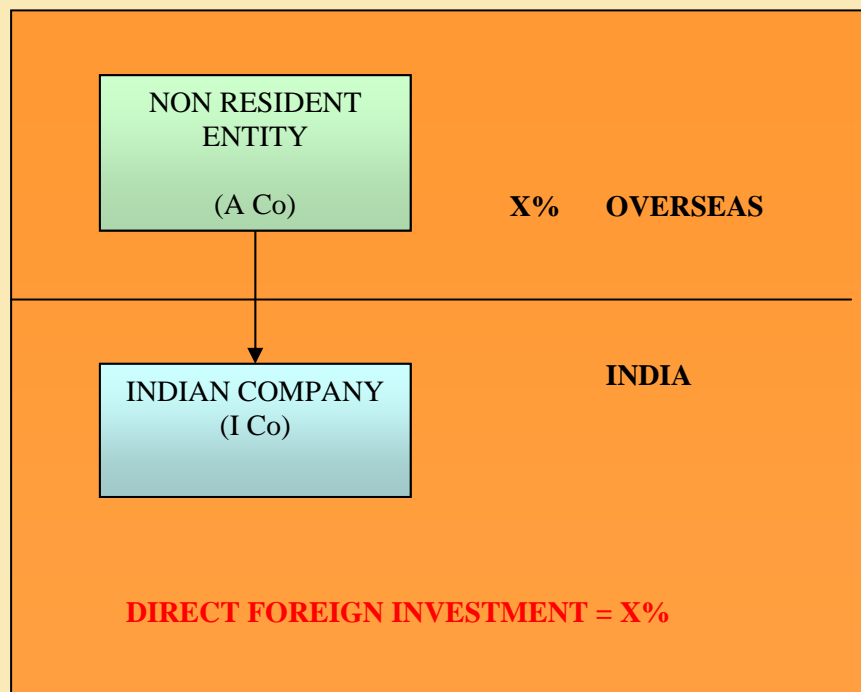 NON RESIDENT
ENTITY
(A Co)
X% OVERSEAS
INDIAN COMPANY
(I Co)
INDIA
DIRECT FOREIGN INVESTMENT = X%